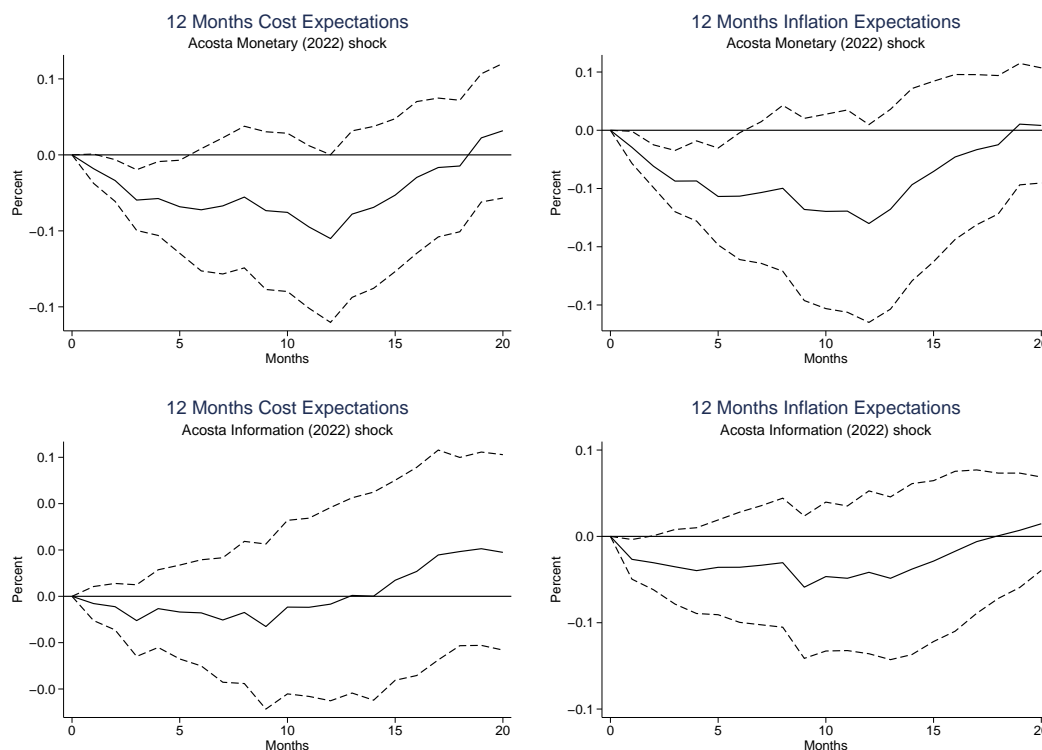 12 Months Cost Expectations
Acosta Monetary (2022) shock
0.1
0.0
−0.1
−0.1
Percent
0 5 10 15 20
Months
12 Months Inflation Expectations
Acosta Monetary (2022) shock
0.1
0.0
−0.1
−0.1
−0.1
Percent
0 5 10 15 20
Months
12 Months Cost Expectations
Acosta Information (2022) shock
0.1
0.0
0.0
0.0
−0.0
−0.0
Percent
0 5 10 15 20
Months
12 Months Inflation Expectations
Acosta Information (2022) shock
0.1
0.0
−0.1
−0.1
Percent
0 5 10 15 20
Months